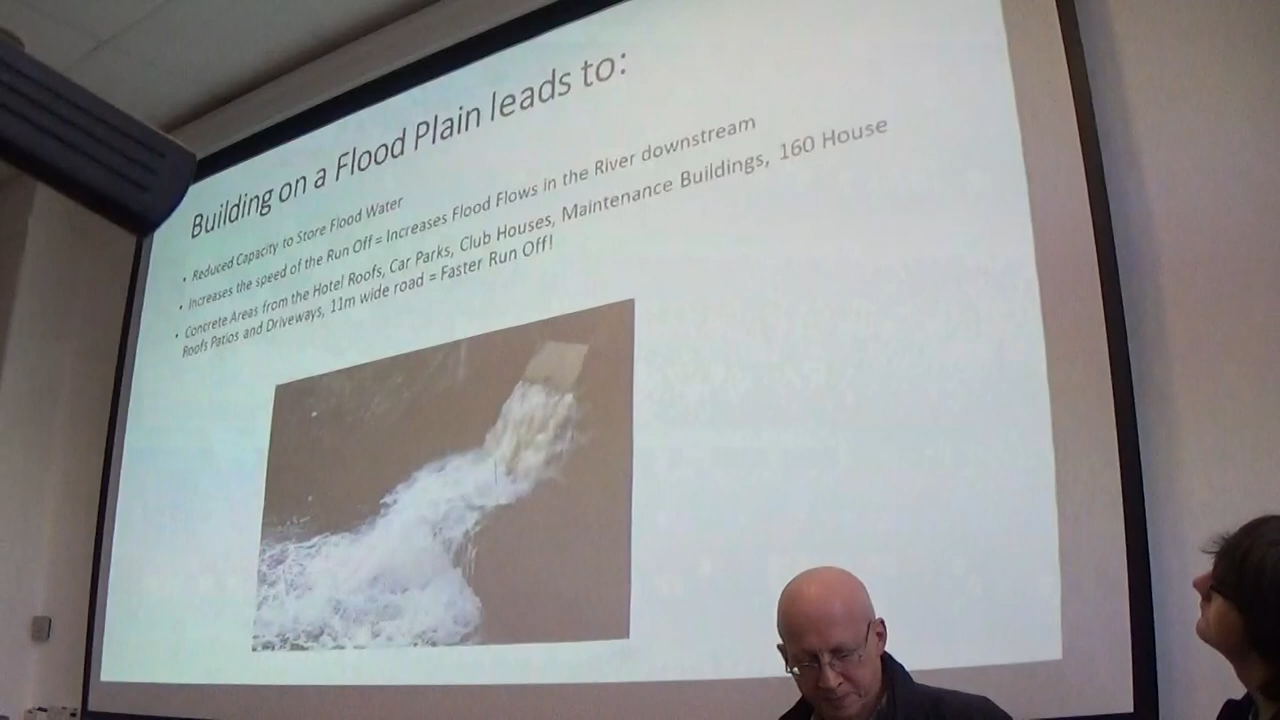 Building on a Flood Plain leads to:
• Reduced Capacity to Store Flood Water
• Increases the speed of the Run Off = Increases Flood Flows in the River downstream
• Concrete Areas from the Hotel Roofs, Car Parks, Club Houses, Maintenance Buildings, 160 House
Roofs Patios and Driveways, 11m wide road = Faster Run Off!